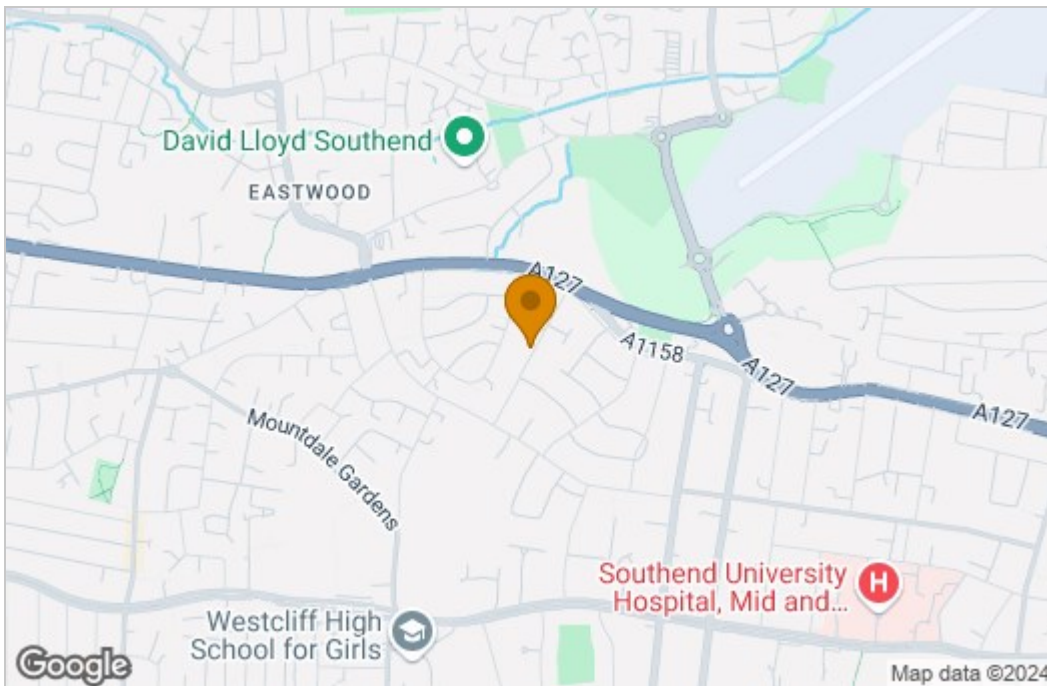 David Lloyd Southend
EASTWOOD
A127
A1158
A127
A127
Mountdale Gardens
Southend University
Hospital, Mid and...
H
Westcliff High
School for Girls
Google
Map data ©2024